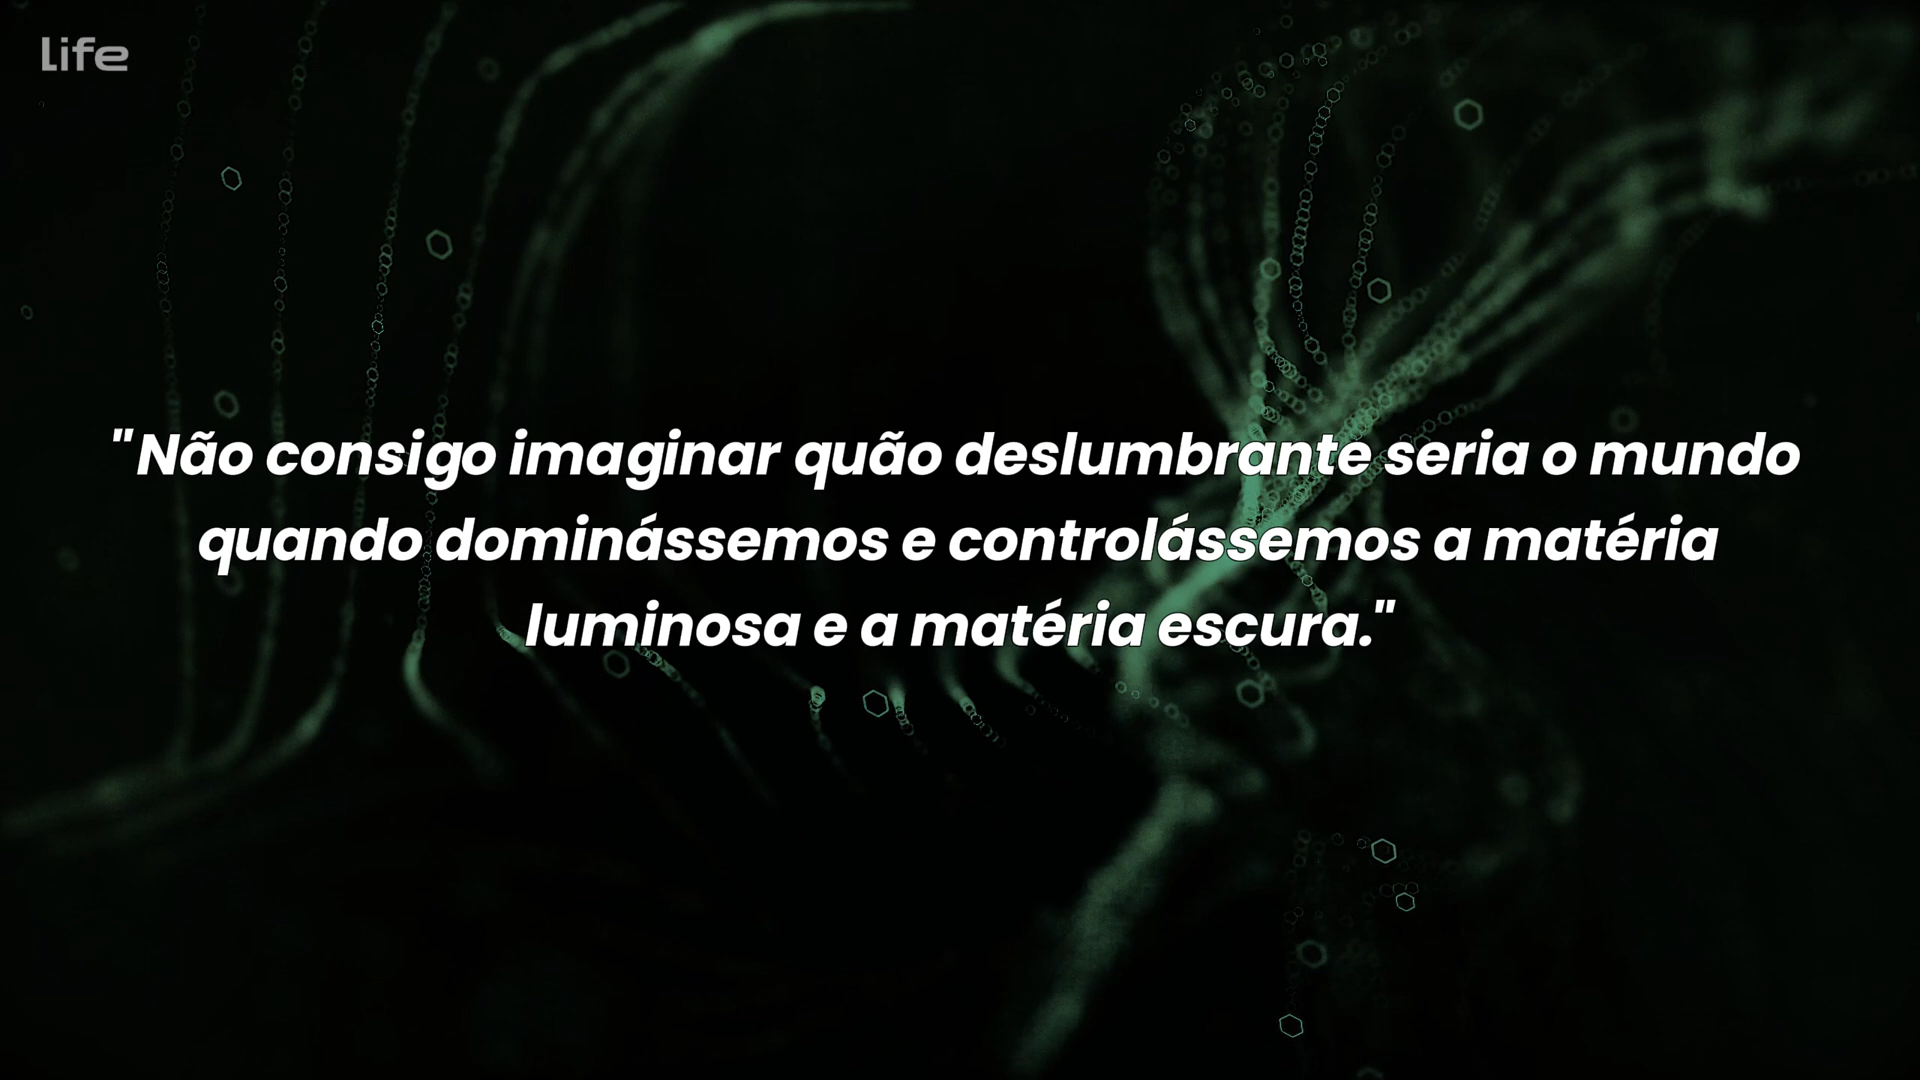 life
"Não consigo imaginar quão deslumbrante seria o mundo
quando dominássemos e controlássemos a matéria
luminosa e a matéria escura."